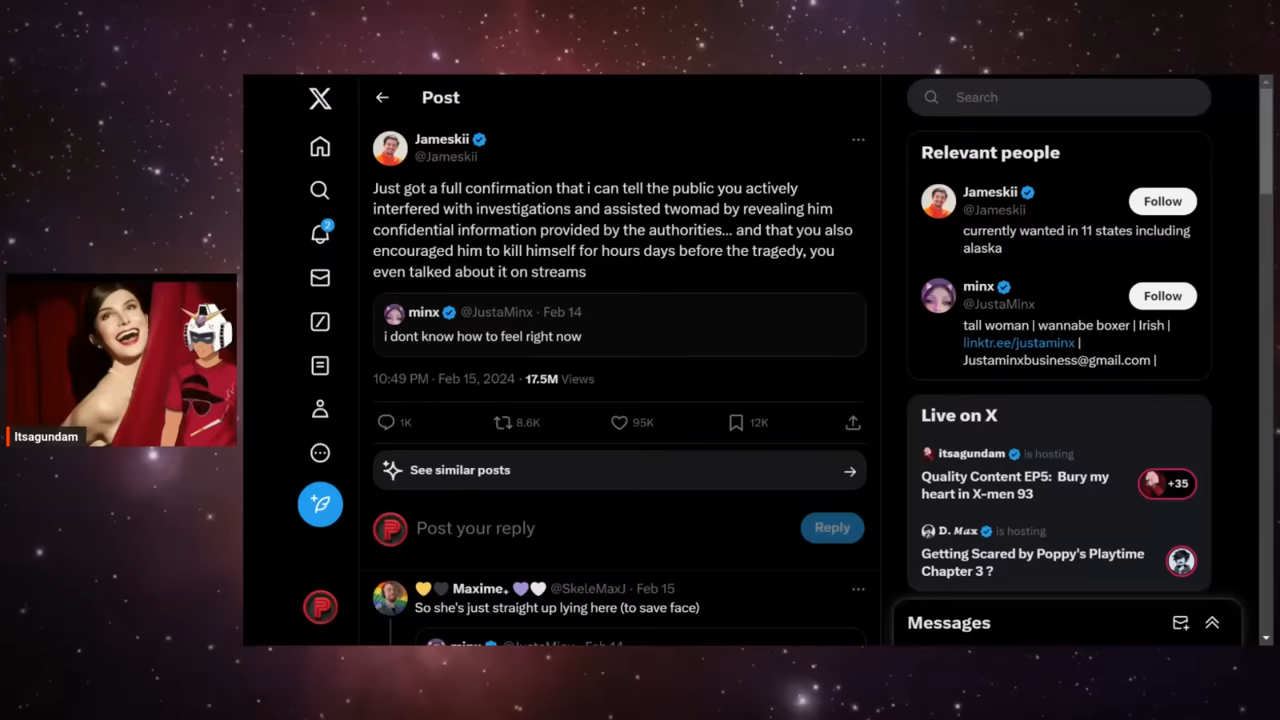 Post
Jameskii
@Jameskii
Just got a full confirmation that i can tell the public you actively
interfered with investigations and assisted twomad by revealing him
confidential information provided by the authorities... and that you also
encouraged him to kill himself for hours days before the tragedy, you
even talked about it on streams
minx @JustaMinx · Feb 14
i dont know how to feel right now
10:49 PM · Feb 15, 2024 · 17.5M Views
1K 8.6K 95K 12K
See similar posts
Post your reply
Reply
Maxime @SkeleMaxJ · Feb 15
So she's just straight up lying here (to save face)
minx @JustaMinx · Feb 14
2
Search
Relevant people
Jameskii
@Jameskii
Follow
currently wanted in 11 states including
alaska
minx
@JustaMinx
Follow
tall woman | wannabe boxer | Irish |
linktr.ee/justaminx |
Justaminxbusiness@gmail.com |
Live on X
itsagundam is hosting
Quality Content EP5: Bury my
heart in X-men 93
+35
D. Max is hosting
Getting Scared by Poppy's Playtime
Chapter 3 ?
Messages
Itsagundam